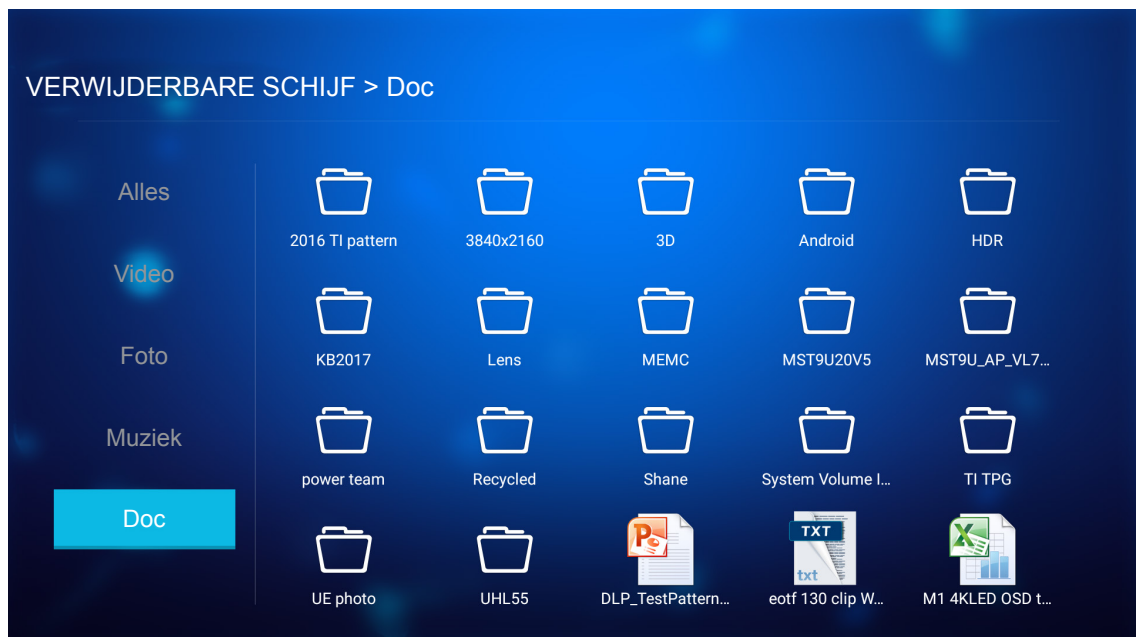 VERWIJDERBARE SCHIJF > Doc
Alles
Video
Foto
Muziek
Doc
2016 TI pattern
3840x2160
3D
Android
HDR
KB2017
Lens
MEMC
MST9U20V5
MST9U_AP_VL7...
power team
Recycled
Shane
System Volume I...
TI TPG
UE photo
UHL55
DLP_TestPattern...
TXT
txt
eotf 130 clip W...
M1 4KLED OSD t...